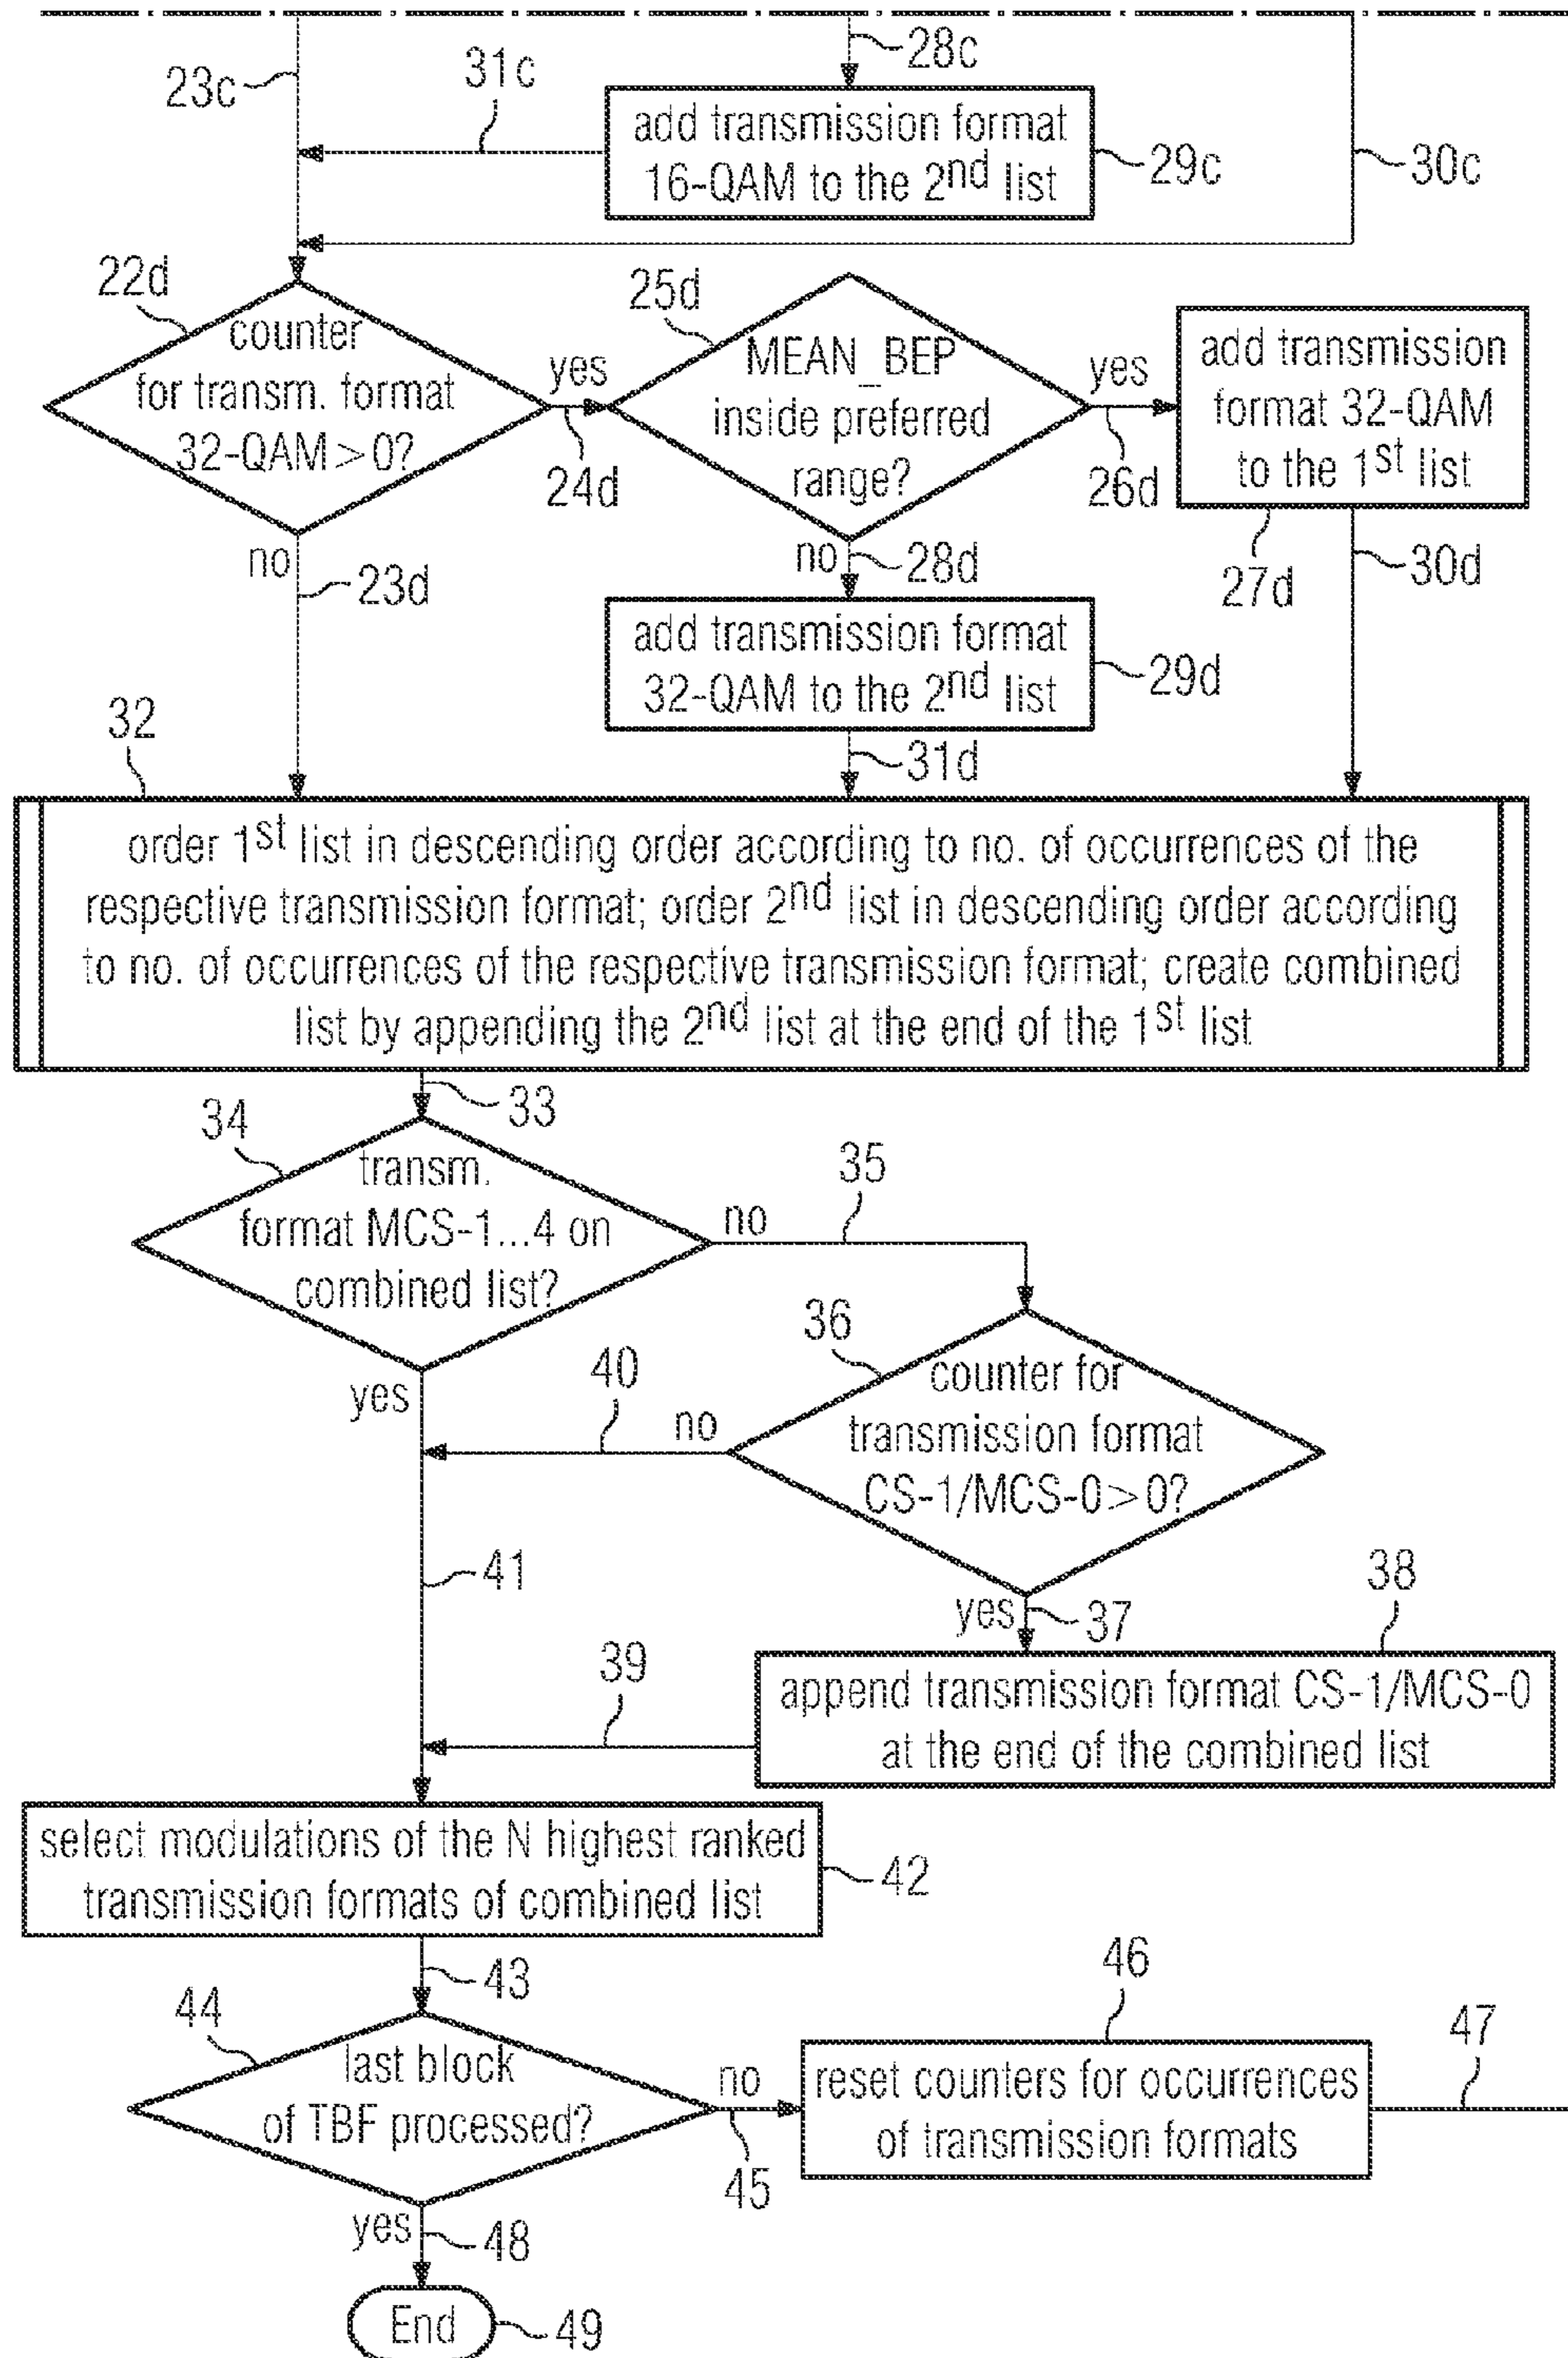 23c
31c
28c
add transmission format
16-QAM to the 2nd list
29c
30c
22d
counter
for transm. format
32-QAM>0?
yes
24d
25d
MEAN_BEP
inside preferred
range?
yes
26d
add transmission
format 32-QAM
to the 1st list
27d
30d
no
23d
no
28d
add transmission format
32-QAM to the 2nd list
29d
31d
32
order 1st list in descending order according to no. of occurrences of the
respective transmission format; order 2nd list in descending order according
to no. of occurrences of the respective transmission format; create combined
list by appending the 2nd list at the end of the 1st list
33
34
transm.
format MCS-1...4 on
combined list?
no
35
36
counter for
transmission format
CS-1/MCS-0>0?
no
40
yes
41
yes
37
38
append transmission format CS-1/MCS-0
at the end of the combined list
39
select modulations of the N highest ranked
transmission formats of combined list
42
43
44
last block
of TBF processed?
no
45
46
reset counters for occurrences
of transmission formats
47
yes
48
End
49